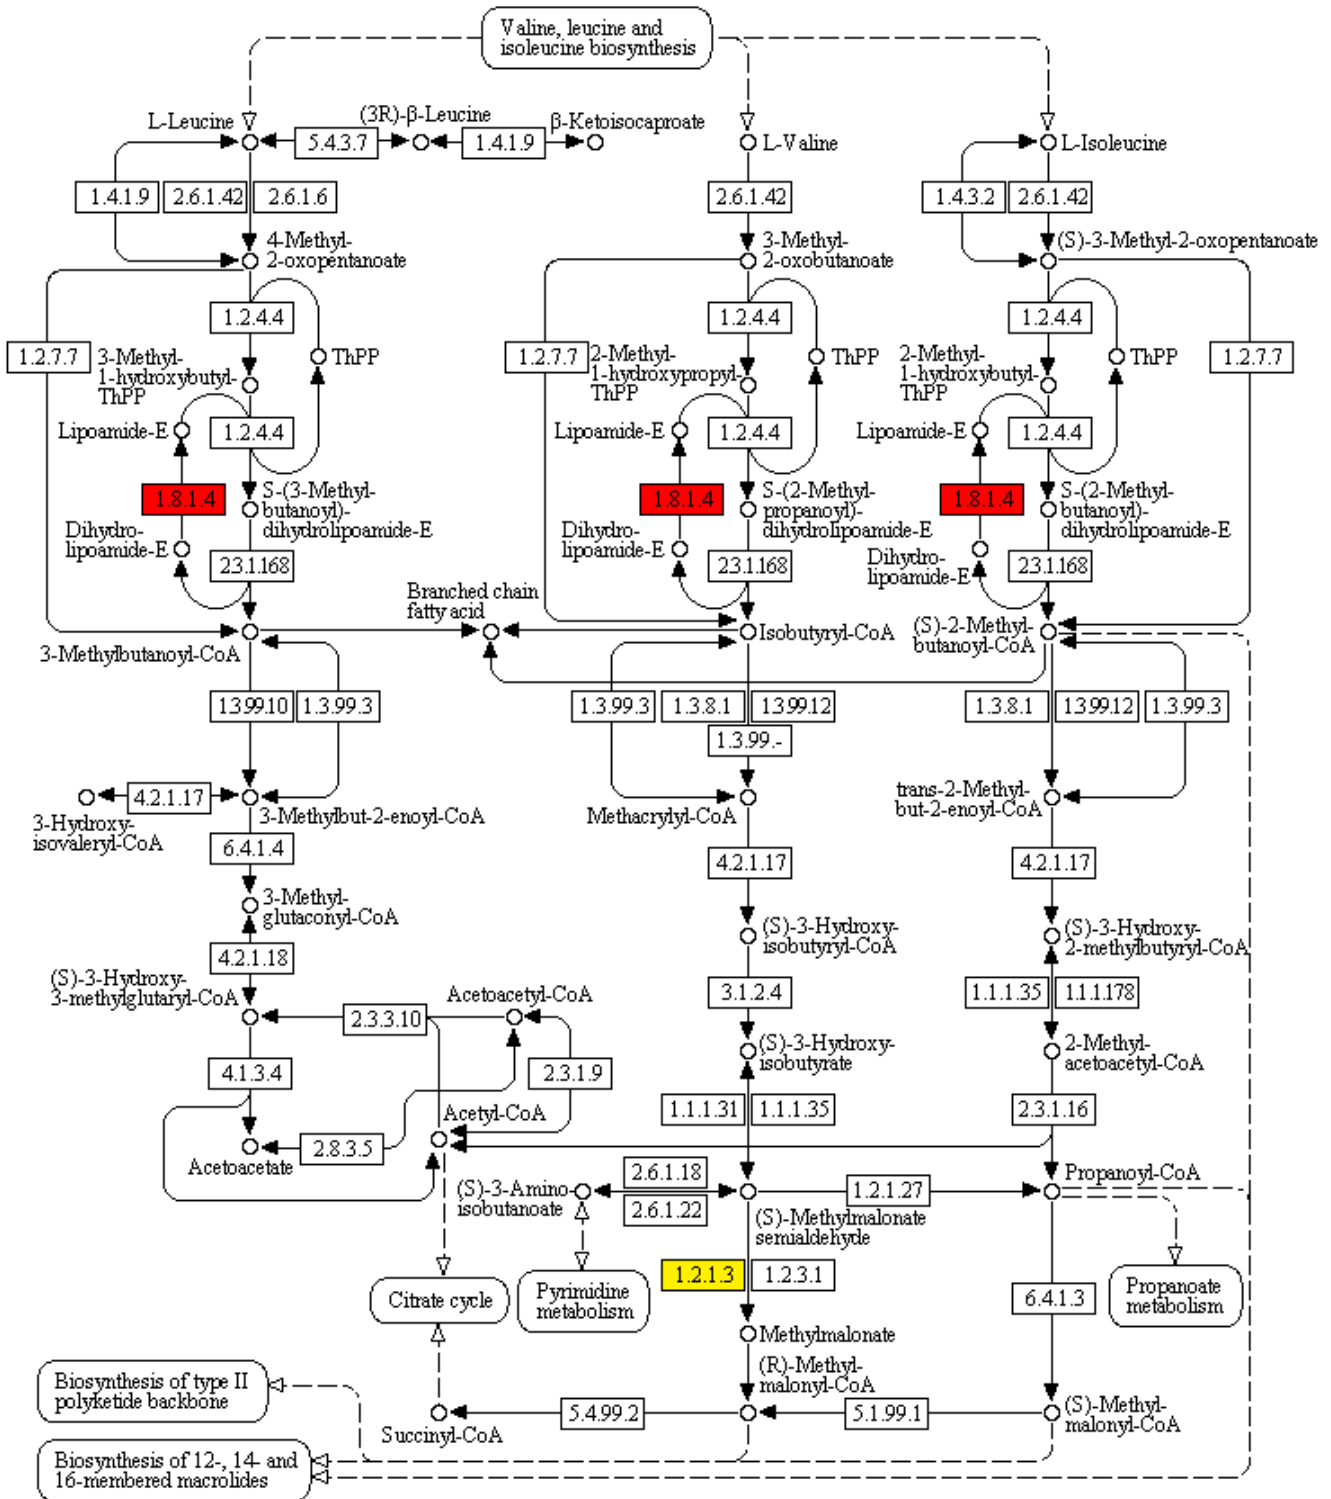 Valine, leucine and
isoleucine biosynthesis
L-Leucine
(3R)-β-Leucine
β-Ketoisocaproate
L-Valine
L-Isoleucine
5.4.3.7
1.4.1.9
1.4.1.9
2.6.1.42
2.6.1.6
2.6.1.42
1.4.3.2
2.6.1.42
4-Methyl-
2-oxopentanoate
3-Methyl-
2-oxobutanoate
(S)-3-Methyl-2-oxopentanoate
1.2.4.4
1.2.4.4
1.2.4.4
1.2.7.7
3-Methyl-
1-hydroxybutyl-
ThPP
ThPP
1.2.7.7
2-Methyl-
1-hydroxypropyl-
ThPP
ThPP
2-Methyl-
1-hydroxybutyl-
ThPP
ThPP
1.2.7.7
Lipoamide-E
1.2.4.4
Lipoamide-E
1.2.4.4
Lipoamide-E
1.2.4.4
1.8.1.4
S-(3-Methyl-
butanoyl)-
dihydrolipoamide-E
1.8.1.4
S-(2-Methyl-
propanoyl)-
dihydrolipoamide-E
1.8.1.4
S-(2-Methyl-
butanoyl)-
dihydrolipoamide-E
Dihydro-
lipoamide-E
2.3.1.168
Dihydro-
lipoamide-E
2.3.1.168
Dihydro-
lipoamide-E
2.3.1.168
Branched chain
fatty acid
3-Methylbutanoyl-CoA
Isobutyryl-CoA
(S)-2-Methyl-
butanoyl-CoA
1.3.99.10
1.3.99.3
1.3.99.3
1.3.8.1
1.3.99.12
1.3.8.1
1.3.99.12
1.3.99.3
1.3.99.-
4.2.1.17
3-Hydroxy-
isovaleryl-CoA
3-Methylbut-2-enoyl-CoA
Methacrylyl-CoA
trans-2-Methyl-
but-2-enoyl-CoA
6.4.1.4
4.2.1.17
4.2.1.17
3-Methyl-
glutaconyl-CoA
(S)-3-Hydroxy-
isobutyryl-CoA
(S)-3-Hydroxy-
2-methylbutyryl-CoA
4.2.1.18
(S)-3-Hydroxy-
3-methylglutaryl-CoA
3.1.2.4
1.1.1.35
1.1.1.178
2.3.3.10
Acetoacetyl-CoA
(S)-3-Hydroxy-
isobutyrate
2-Methyl-
acetoacetyl-CoA
4.1.3.4
2.3.1.9
Acetyl-CoA
1.1.1.31
1.1.1.35
2.3.1.16
Acetoacetate
2.8.3.5
(S)-3-Amino-
isobutanoate
2.6.1.18
2.6.1.22
1.2.1.27
Propanoyl-CoA
(S)-Methylmalonate
semialdehyde
1.2.1.3
1.2.3.1
Citrate cycle
Pyrimidine
metabolism
6.4.1.3
Propanoate
metabolism
Methylmalonate
(R)-Methyl-
malonyl-CoA
Biosynthesis of type II
polyketide backbone
Succinyl-CoA
5.4.99.2
5.1.99.1
(S)-Methyl-
malonyl-CoA
Biosynthesis of 12-, 14- and
16-membered macrolides